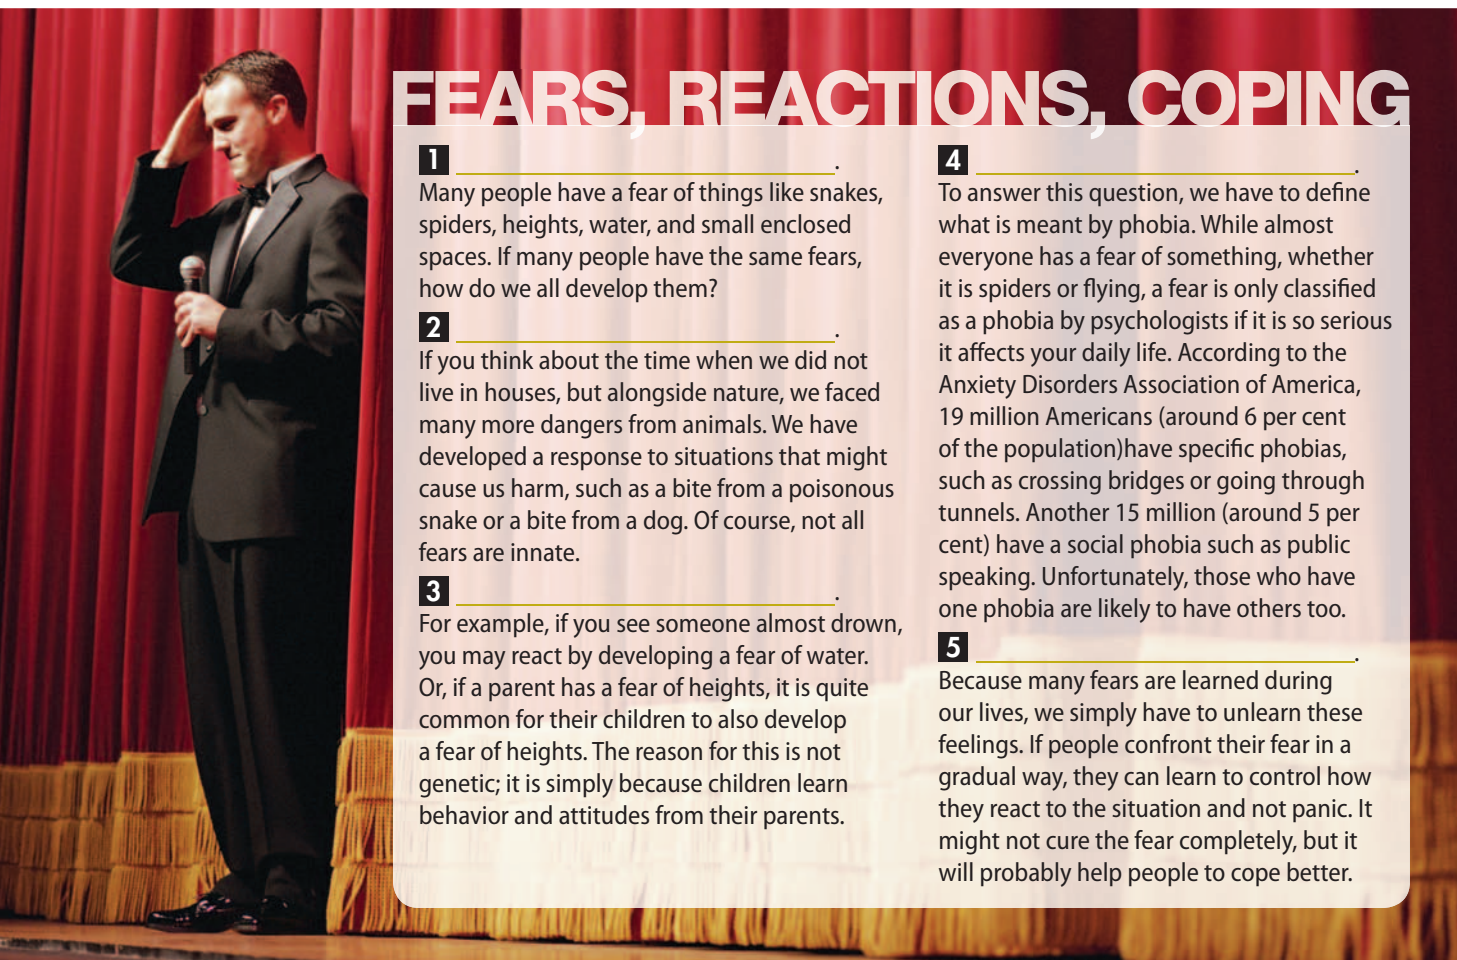 FEARS, REACTIONS, COPING
1 .
Many people have a fear of things like snakes,
spiders, heights, water, and small enclosed
spaces. If many people have the same fears,
how do we all develop them?
2 .
If you think about the time when we did not
live in houses, but alongside nature, we faced
many more dangers from animals. We have
developed a response to situations that might
cause us harm, such as a bite from a poisonous
snake or a bite from a dog. Of course, not all
fears are innate.
3 .
For example, if you see someone almost drown,
you may react by developing a fear of water.
Or, if a parent has a fear of heights, it is quite
common for their children to also develop
a fear of heights. The reason for this is not
genetic; it is simply because children learn
behavior and attitudes from their parents.
4 .
To answer this question, we have to define
what is meant by phobia. While almost
everyone has a fear of something, whether
it is spiders or flying, a fear is only classified
as a phobia by psychologists if it is so serious
it affects your daily life. According to the
Anxiety Disorders Association of America,
19 million Americans (around 6 per cent
of the population)have specific phobias,
such as crossing bridges or going through
tunnels. Another 15 million (around 5 per
cent) have a social phobia such as public
speaking. Unfortunately, those who have
one phobia are likely to have others too.
5 .
Because many fears are learned during
our lives, we simply have to unlearn these
feelings. If people confront their fear in a
gradual way, they can learn to control how
they react to the situation and not panic. It
might not cure the fear completely, but it
will probably help people to cope better.